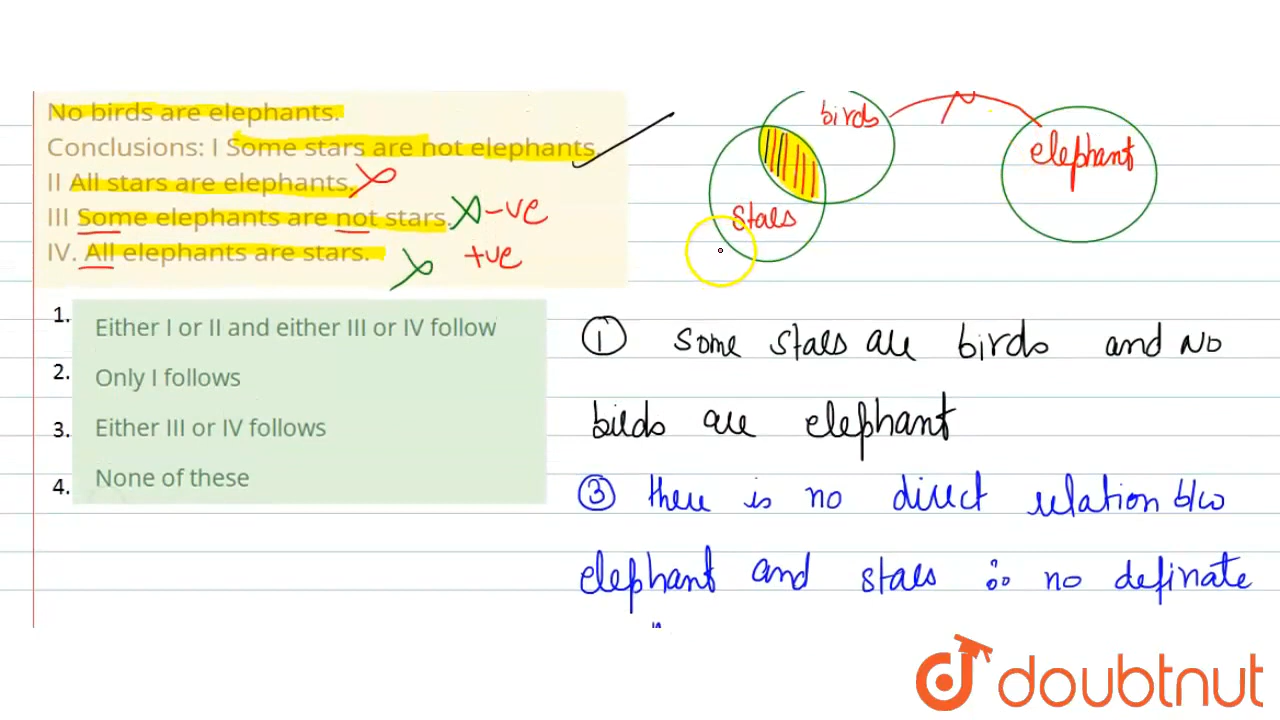 No birds are elephants.
Conclusions: I Some stars are not elephants
II All stars are elephants.
III Some elephants are not stars. -ve
IV. All elephants are stars. +ve
1. Either I or II and either III or IV follow
2. Only I follows
3. Either III or IV follows
4. None of these
birds
N
elephant
stars
① some stars are birds and No
birds are elephant
③ there is no direct relation b/w
elephant and stars ∴ no definate
doubtnut